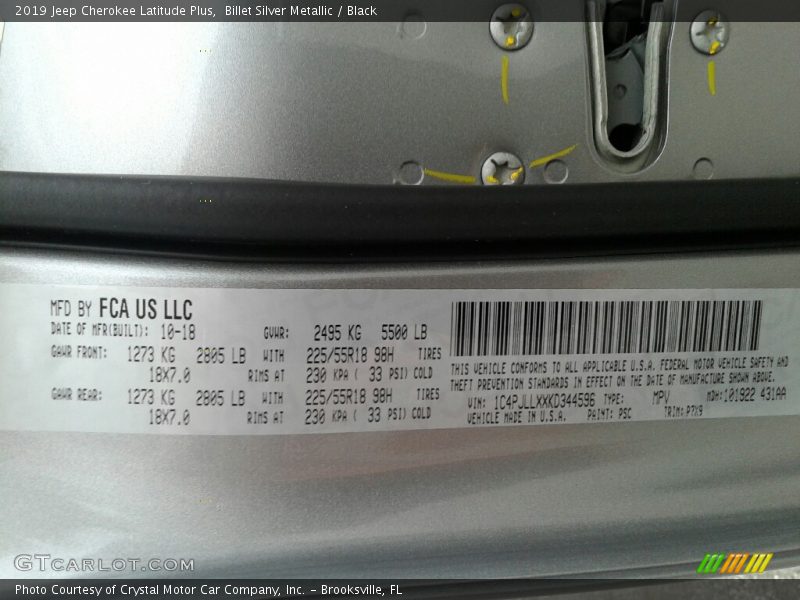 2019 Jeep Cherokee Latitude Plus,  Billet Silver Metallic / Black
MFD BY FCA US LLC
DATE OF MFR(BUILT): 10-18 GVWR: 2495 KG 5500 LB
GAWR FRONT: 1273 KG 2805 LB WITH 225/55R18 98H TIRES
18X7.0 RIMS AT 230 KPA ( 33 PSI) COLD
GAWR REAR: 1273 KG 2805 LB WITH 225/55R18 98H TIRES
18X7.0 RIMS AT 230 KPA ( 33 PSI) COLD
THIS VEHICLE CONFORMS TO ALL APPLICABLE U.S.A. FEDERAL MOTOR VEHICLE SAFETY AND
THEFT PREVENTION STANDARDS IN EFFECT ON THE DATE OF MANUFACTURE SHOWN ABOVE.
VIN: 1C4PJLLXXKD344596 TYPE: MPV MDH:101922 431AA
VEHICLE MADE IN U.S.A. PAINT: PSC TRIM: P7X9
GTCARLOT.COM
Photo Courtesy of Crystal Motor Car Company, Inc. – Brooksville, FL